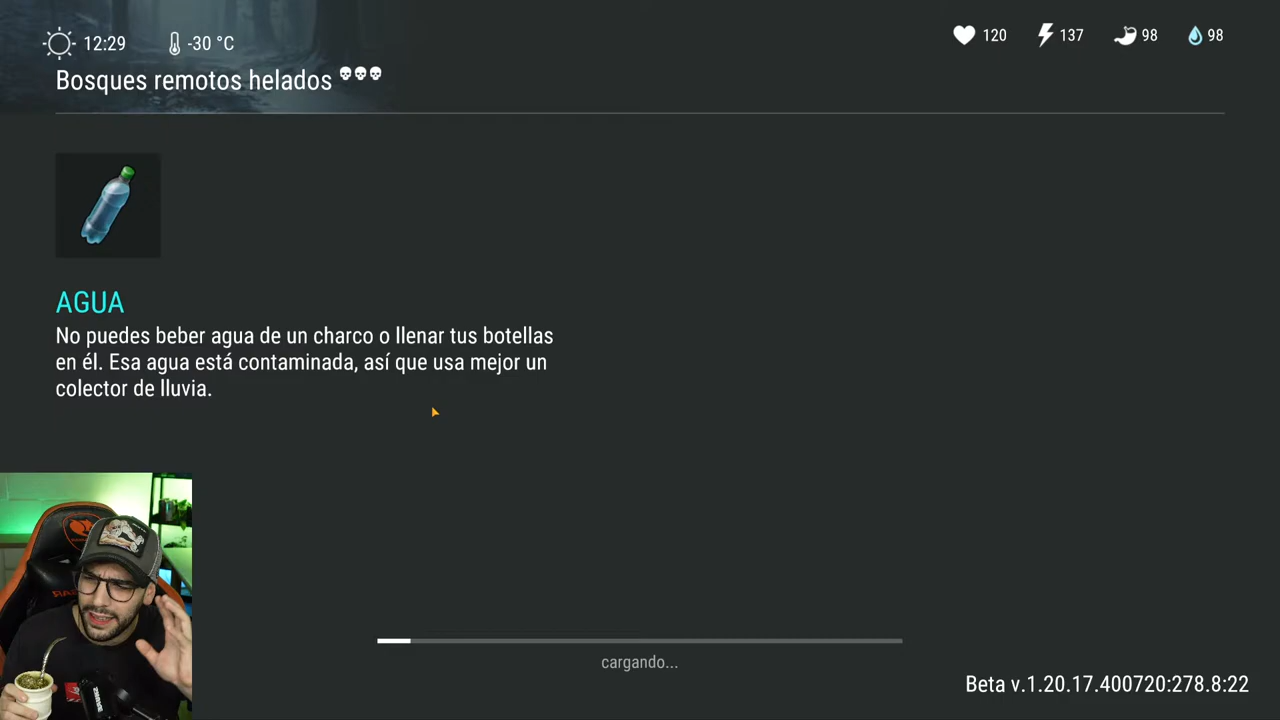 12:29 -30 °C
120 137 98 98
Bosques remotos helados
AGUA
No puedes beber agua de un charco o llenar tus botellas
en él. Esa agua está contaminada, así que usa mejor un
colector de lluvia.
cargando...
Beta v.1.20.17.400720:278.8:22